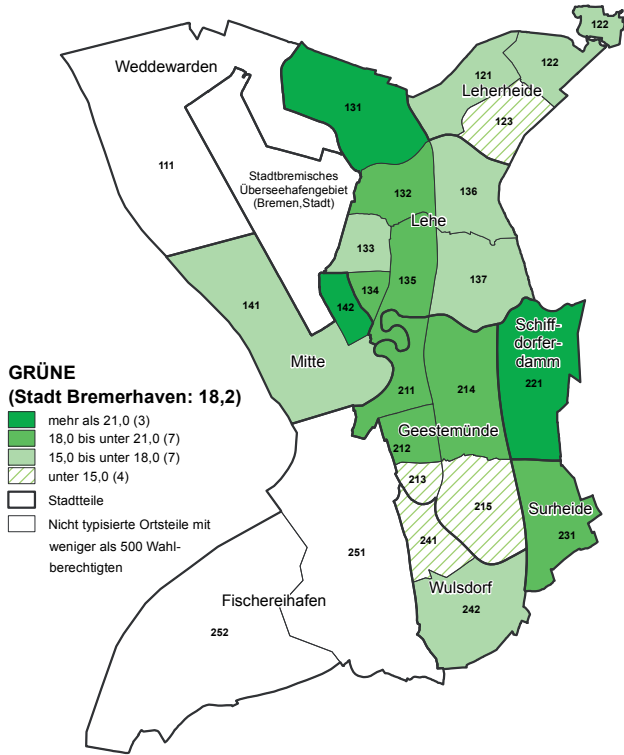 122
Weddewarden
121
122
Leherheide
131
123
111
Stadtbremisches
Überseehafengebiet
(Bremen,Stadt)
132
136
Lehe
133
141
142
134
135
137
Mitte
Schiff-
dorfer-
damm
221
GRÜNE
(Stadt Bremerhaven: 18,2)
mehr als 21,0 (3)
18,0 bis unter 21,0 (7)
15,0 bis unter 18,0 (7)
unter 15,0 (4)
Stadtteile
Nicht typisierte Ortsteile mit
weniger als 500 Wahl-
berechtigten
211
214
Geestemünde
212
213
215
Surheide
231
241
251
Wulsdorf
242
Fischereihafen
252